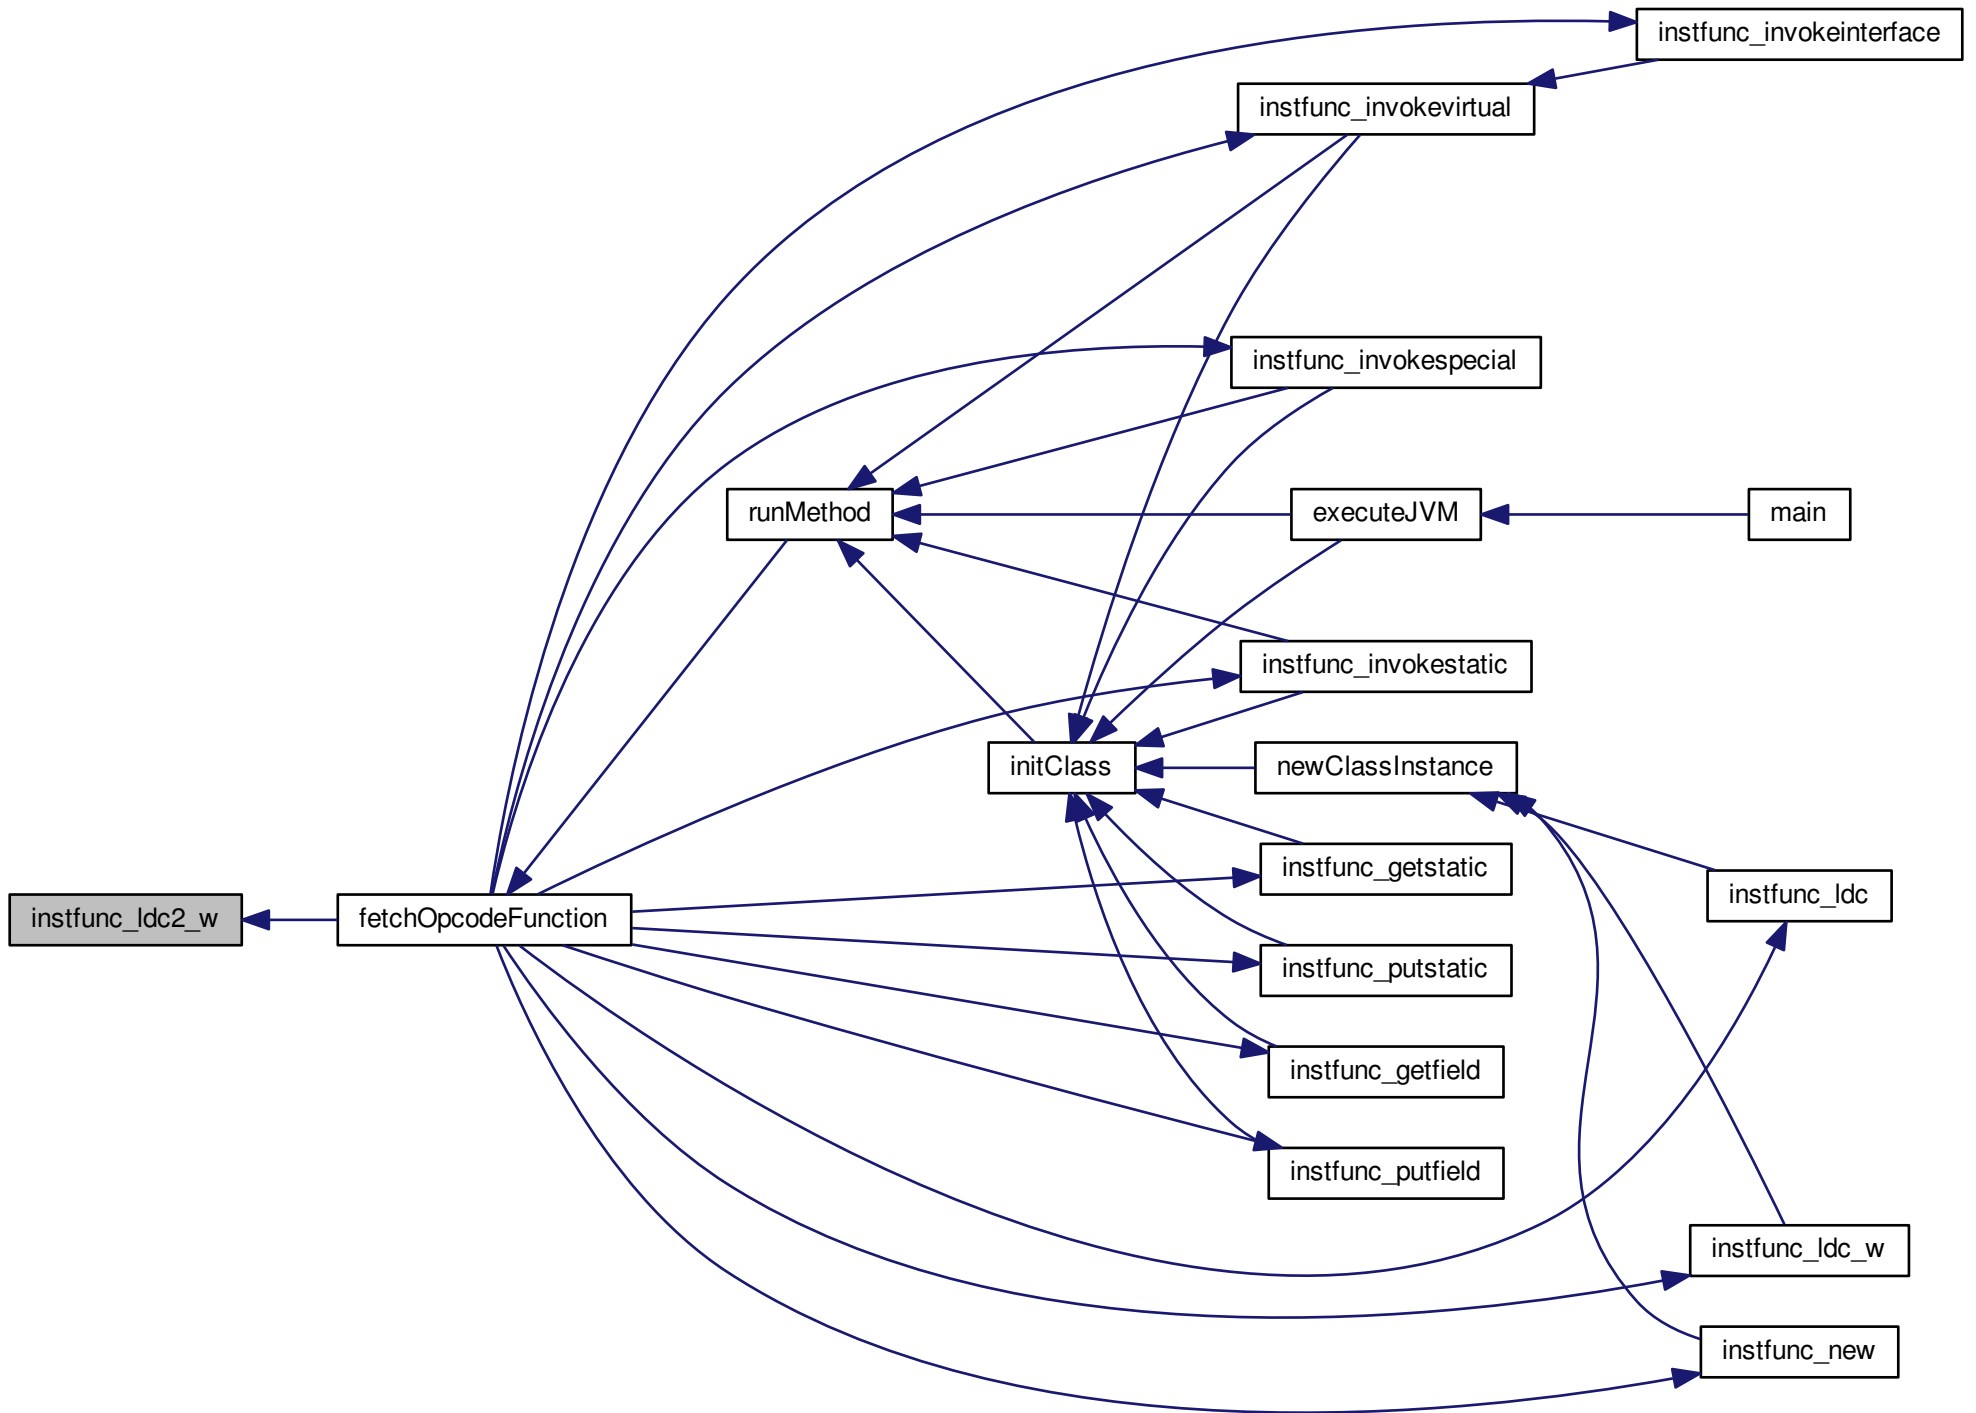 instfunc_invokeinterface
instfunc_invokevirtual
instfunc_invokespecial
runMethod
executeJVM
main
instfunc_invokestatic
initClass
newClassInstance
instfunc_getstatic
instfunc_ldc
instfunc_ldc2_w
fetchOpcodeFunction
instfunc_putstatic
instfunc_getfield
instfunc_putfield
instfunc_ldc_w
instfunc_new